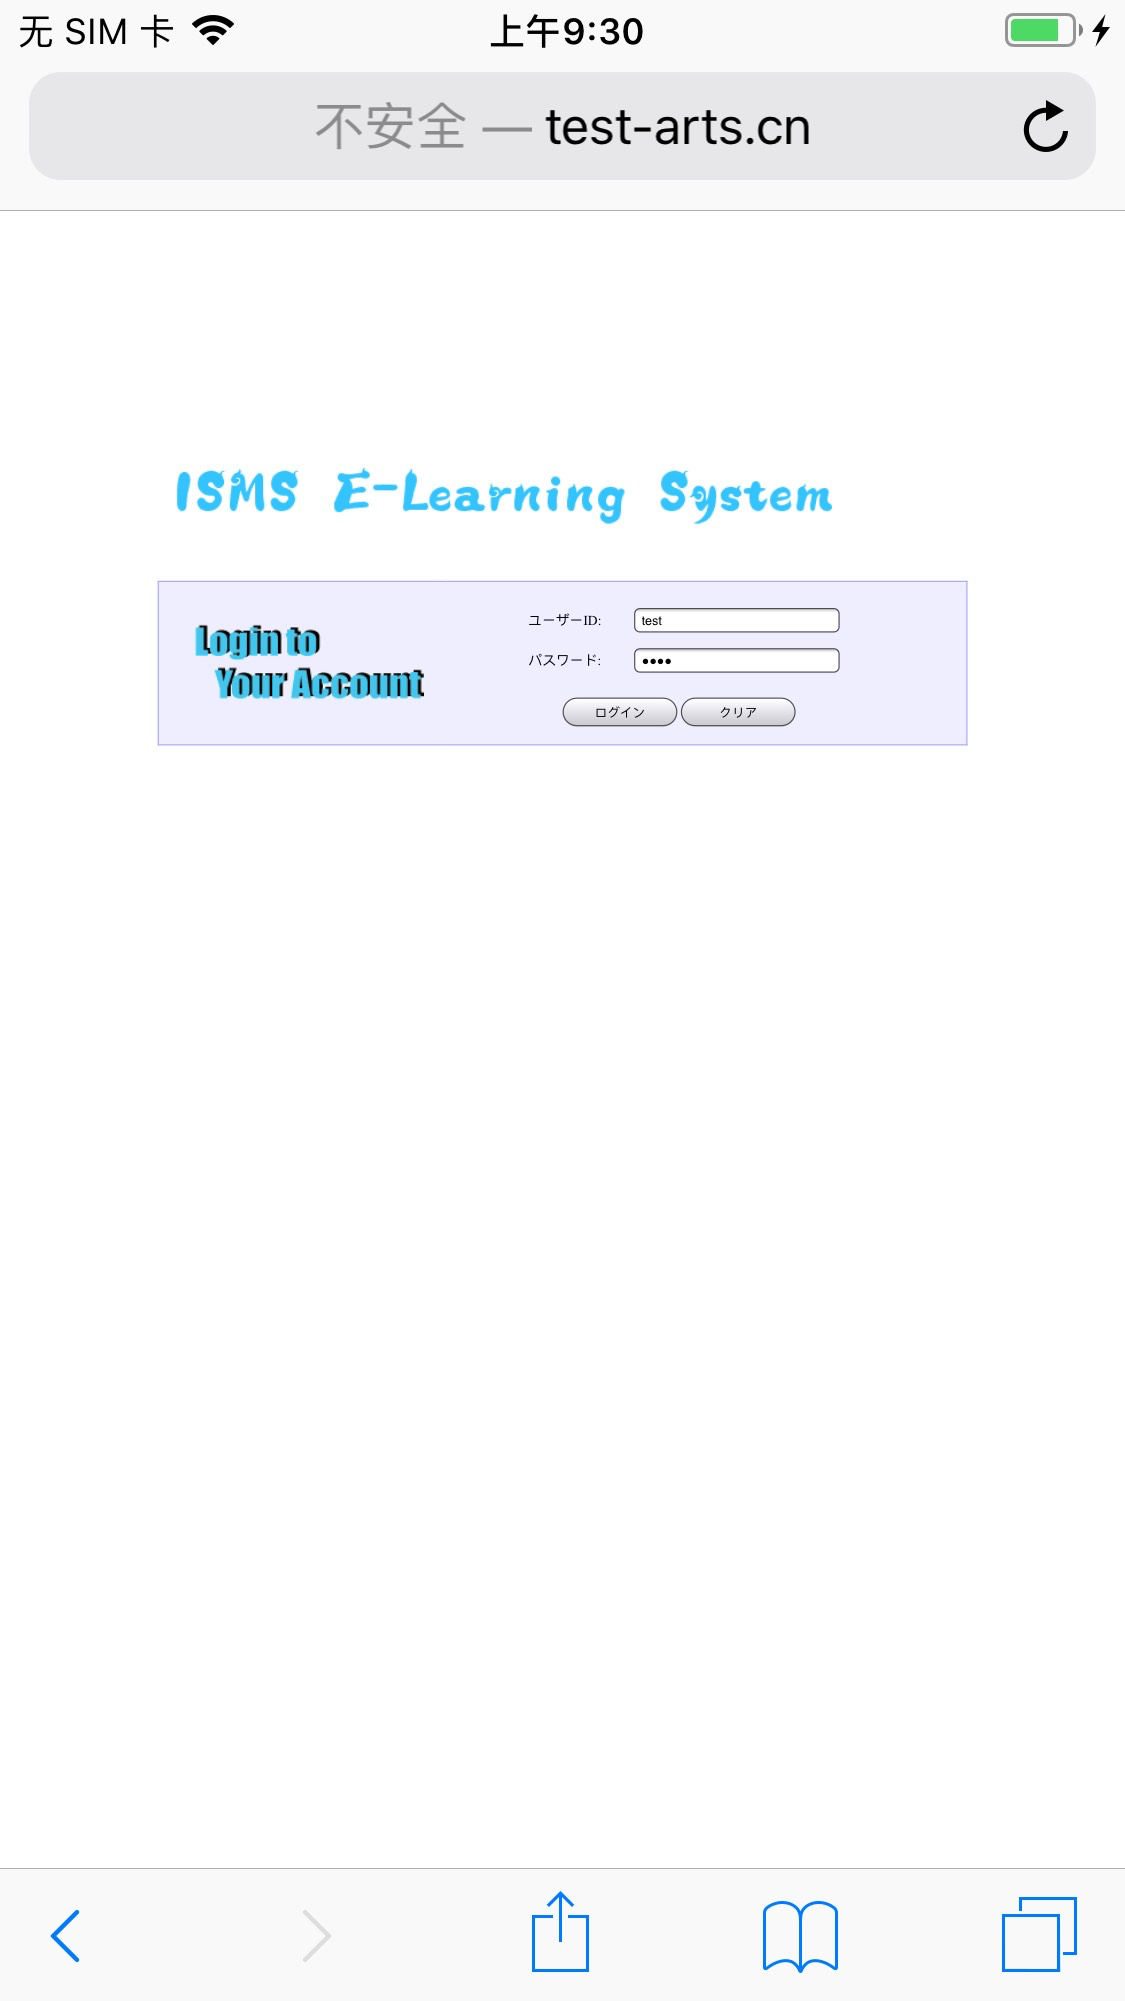 无 SIM 卡 上午9:30
不安全 — test-arts.cn
ISMS E-Learning System
Login to
Your Account
ユーザーID: test
パスワード: ••••
ログイン クリア